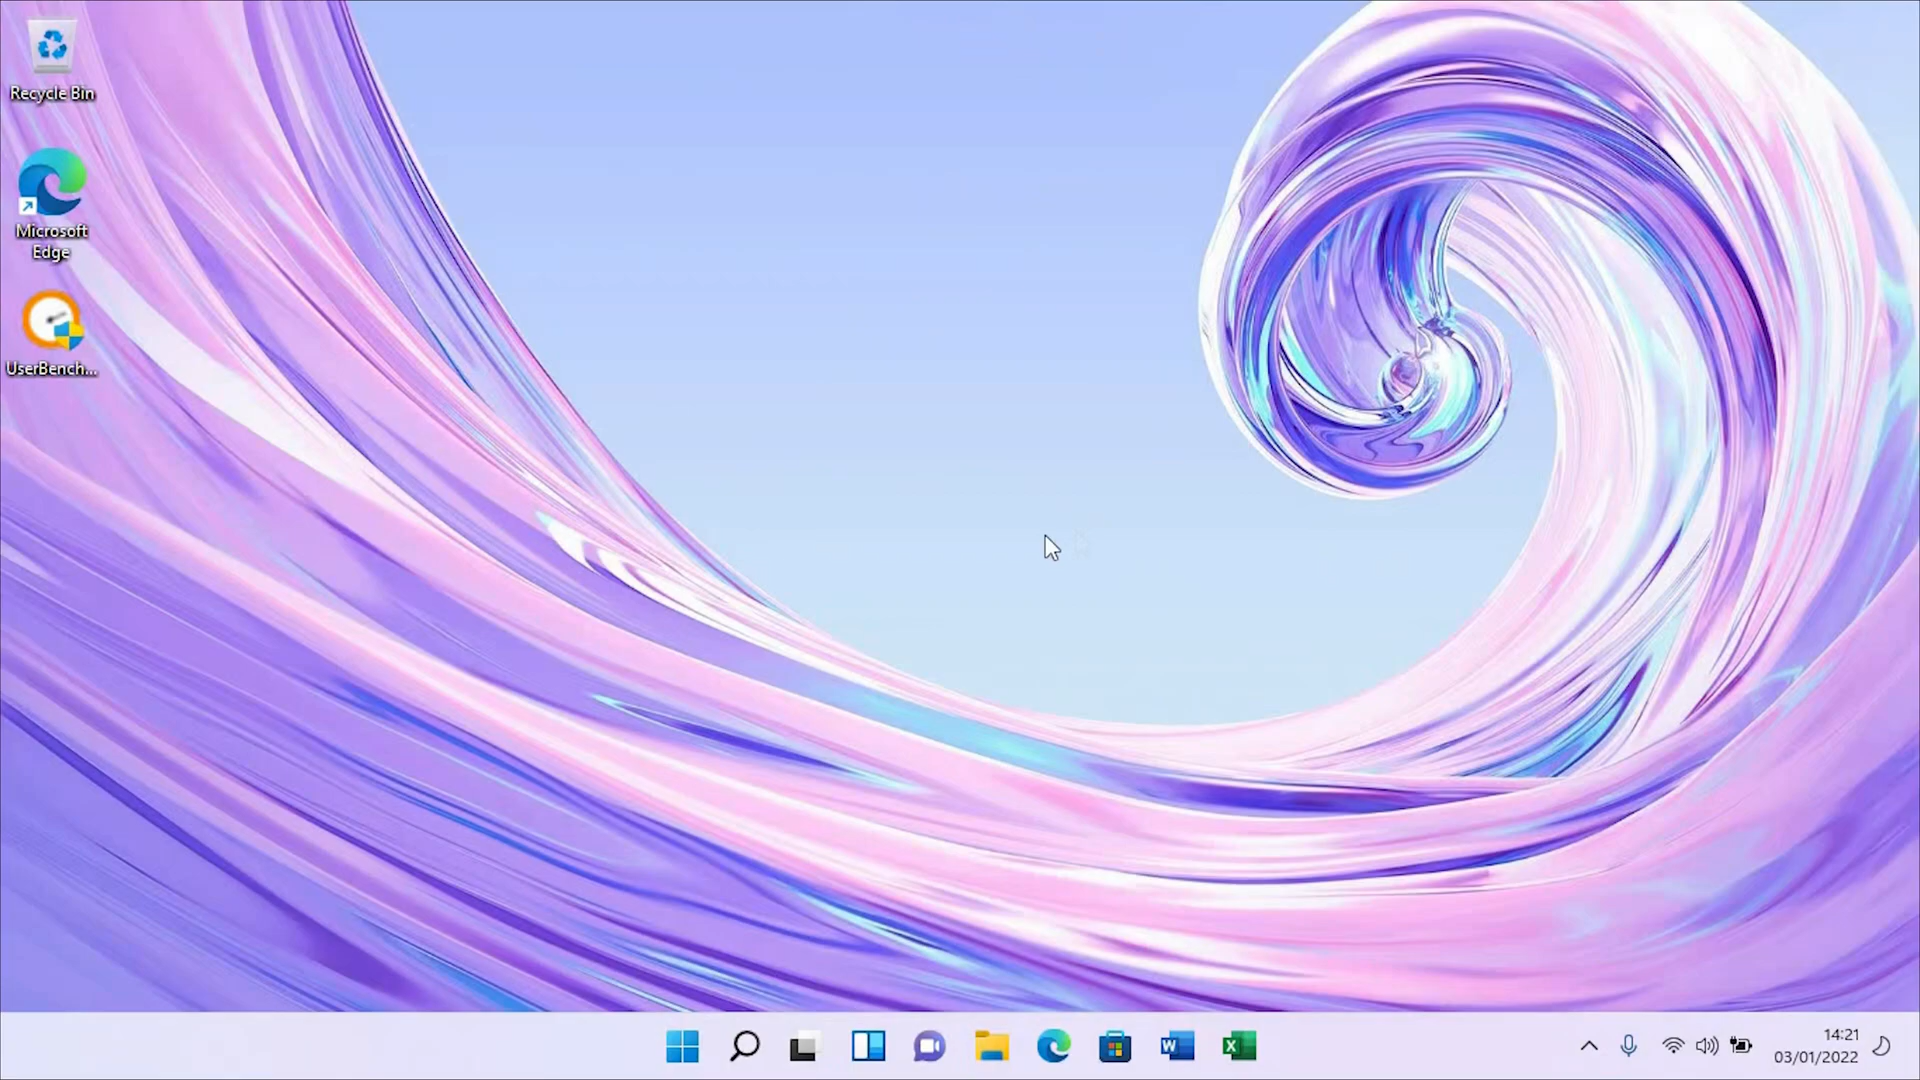 Recycle Bin
Microsoft
Edge
UserBench...
14:21
03/01/2022